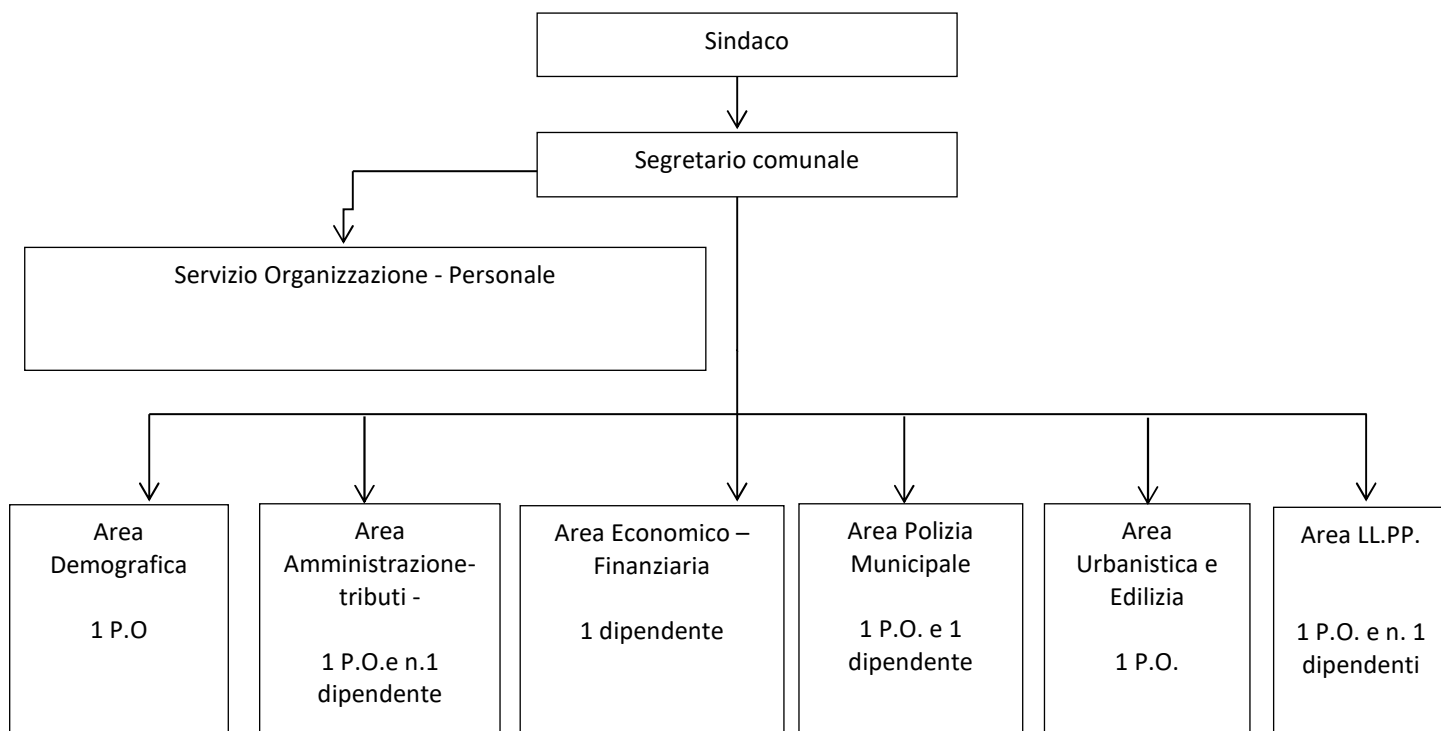 Sindaco
Segretario comunale
Servizio Organizzazione - Personale
Area
Demografica
1 P.O
Area
Amministrazione-
tributi -
1 P.O.e n.1
dipendente
Area Economico –
Finanziaria
1 dipendente
Area Polizia
Municipale
1 P.O. e 1
dipendente
Area
Urbanistica e
Edilizia
1 P.O.
Area LL.PP.
1 P.O. e n. 1
dipendenti